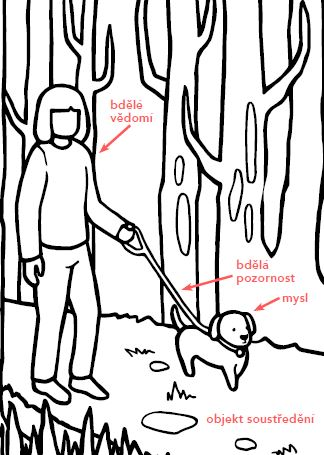 bdělé
vědomí
bdělá
pozornost
mysl
objekt soustředění